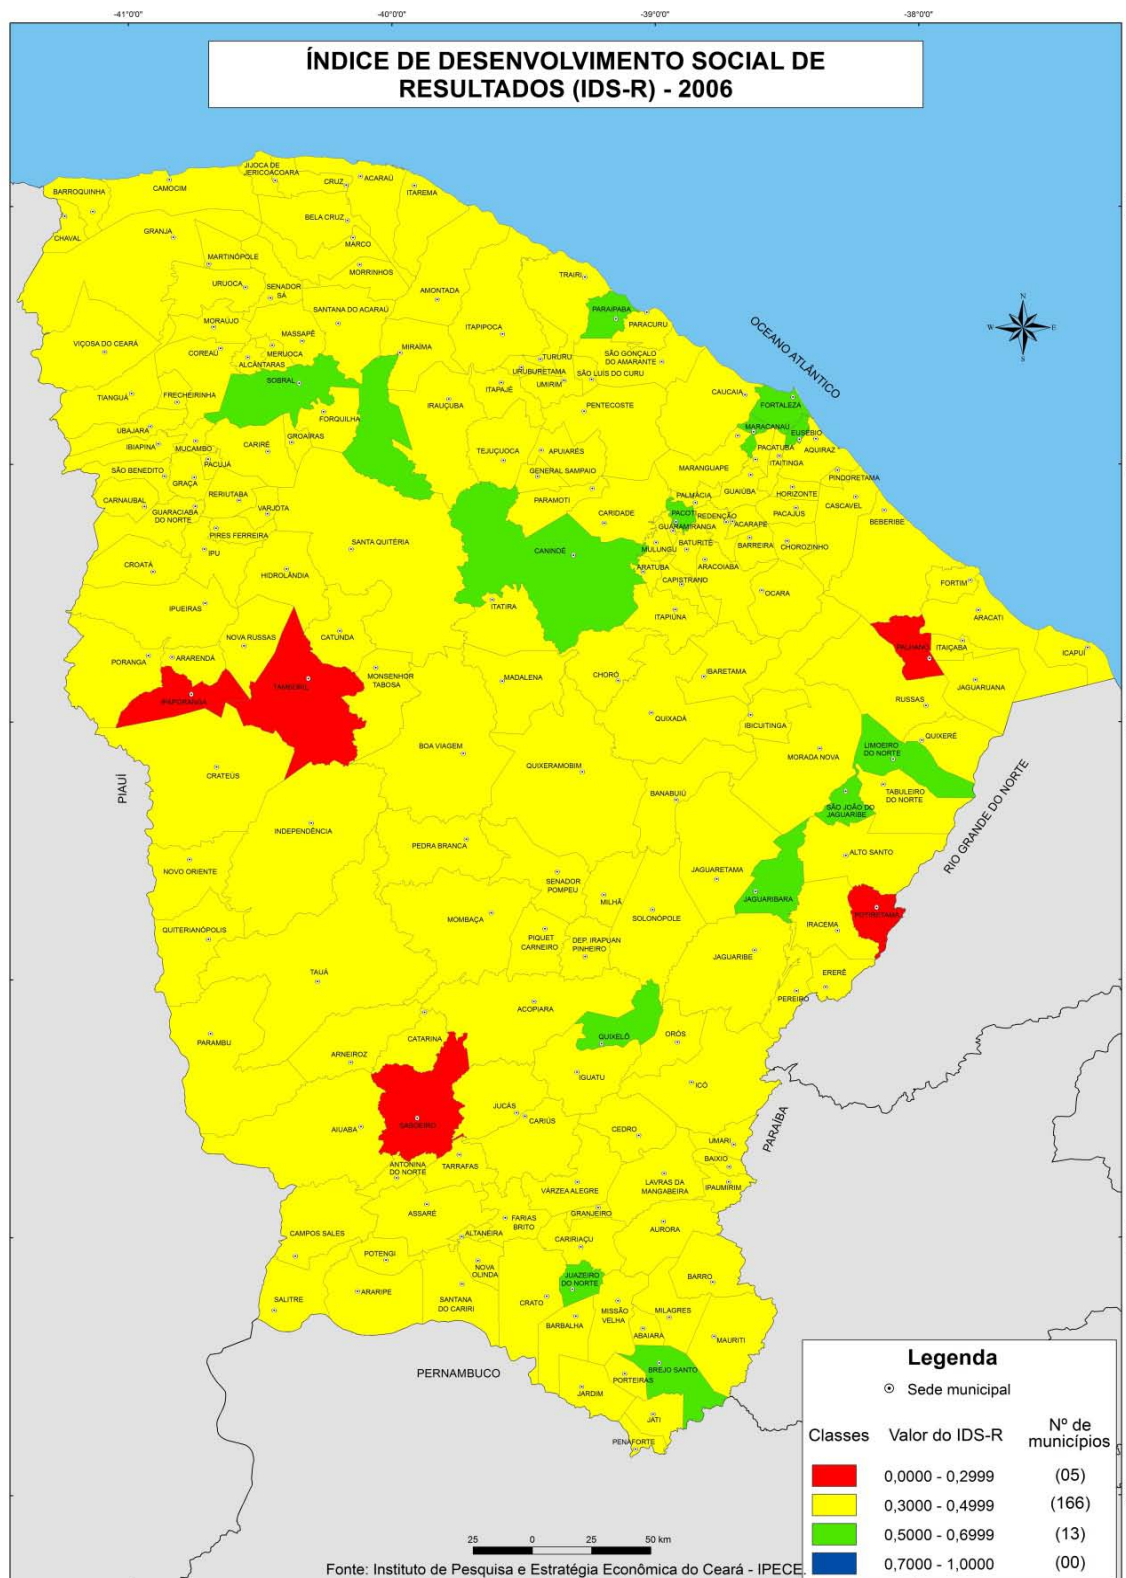 -41°0'0"
-40°0'0"
-39°0'0"
-38°0'0"
ÍNDICE DE DESENVOLVIMENTO SOCIAL DE
RESULTADOS (IDS-R) - 2006
JIJOCA DE
JERICOACOARA
CRUZ
ACARAÚ
BARROQUINHA
CAMOCIM
ITAREMA
BELA CRUZ
CHAVAL
GRANJA
MARCO
MARTINÓPOLE
MORRINHOS
TRAIRI
URUOCA
SENADOR
SÁ
AMONTADA
SANTANA DO ACARAÚ
PARAIPABA
PARACURU
N
W
E
S
MORAÚJO
MASSAPÊ
ITAPIPOCA
OCEANO ATLÂNTICO
VIÇOSA DO CEARÁ
COREAÚ
MERUOCA
MIRAÍMA
TURURU
SÃO GONÇALO
DO AMARANTE
ALCÂNTARAS
URUBURETAMA
SÃO LUÍS DO CURU
SOBRAL
ITAPAJÉ
UMIRIM
TIANGUÁ
FRECHEIRINHA
IRAUÇUBA
PENTECOSTE
CAUCAIA
FORTALEZA
FORQUILHA
UBAJARA
GROAÍRAS
MARACANAÚ
EUSÉBIO
IBIAPINA
MUCAMBO
CARIRÉ
APUIARÉS
PACATUBA
AQUIRAZ
PACUJÁ
TEJUÇUOCA
ITAITINGA
SÃO BENEDITO
GRAÇA
GENERAL SAMPAIO
MARANGUAPE
PINDORETAMA
CARNAUBAL
RERIUTABA
GUAIÚBA
HORIZONTE
GUARACIABA
DO NORTE
VARJOTA
PARAMOTI
PALMÁCIA
CASCAVEL
CARIDADE
PACOTI
REDENÇÃO
PACAJUS
BEBERIBE
PIRES FERREIRA
GUARAMIRANGA
ACARAPE
IPU
SANTA QUITÉRIA
CANINDÉ
MULUNGU
BATURITÉ
BARREIRA
CHOROZINHO
CROATÁ
HIDROLÂNDIA
ARATUBA
ARACOIABA
CAPISTRANO
FORTIM
IPUEIRAS
ITATIRA
ITAPIÚNA
OCARA
ARACATI
NOVA RUSSAS
CATUNDA
PALHANO
ITAIÇABA
ICAPUÍ
PORANGA
ARARENDÁ
MONSENHOR
TABOSA
MADALENA
CHORÓ
IBARETAMA
TAMBORIL
JAGUARUANA
IPAPORANGA
RUSSAS
QUIXADÁ
IBICUITINGA
QUIXERÉ
BOA VIAGEM
MORADA NOVA
LIMOEIRO
DO NORTE
CRATEÚS
QUIXERAMOBIM
PIAUÍ
BANABUIÚ
TABULEIRO
DO NORTE
SÃO JOÃO DO
JAGUARIBE
RIO GRANDE DO NORTE
INDEPENDÊNCIA
PEDRA BRANCA
ALTO SANTO
NOVO ORIENTE
SENADOR
POMPEU
JAGUARETAMA
MILHÃ
JAGUARIBARA
MOMBAÇA
SOLONÓPOLE
POTIRETAMA
QUITERIANÓPOLIS
PIQUET
CARNEIRO
DEP. IRAPUAN
PINHEIRO
IRACEMA
JAGUARIBE
TAUÁ
ERERÊ
PEREIRO
ACOPIARA
PARAMBU
CATARINA
QUIXELÔ
ORÓS
ARNEIROZ
IGUATU
ICÓ
JUCÁS
CARIÚS
PARAÍBA
SABOEIRO
AIUABA
CEDRO
UMARI
ANTONINA
DO NORTE
TARRAFAS
BAIXIO
VÁRZEA ALEGRE
LAVRAS DA
MANGABEIRA
IPAUMIRIM
ASSARÉ
FARIAS
BRITO
GRANJEIRO
AURORA
CAMPOS SALES
ALTANEIRA
CARIRIAÇU
POTENGI
NOVA
OLINDA
JUAZEIRO
DO NORTE
BARRO
SALITRE
ARARIPE
SANTANA
DO CARIRI
CRATO
MISSÃO
VELHA
MILAGRES
BARBALHA
ABAIARA
MAURITI
PERNAMBUCO
BREJO SANTO
PORTEIRAS
JARDIM
JATI
PENAFORTE
Legenda
Sede municipal
Classes
Valor do IDS-R
Nº de
municípios
0,0000 - 0,2999
(05)
0,3000 - 0,4999
(166)
0,5000 - 0,6999
(13)
0,7000 - 1,0000
(00)
25
0
25
50 km
Fonte: Instituto de Pesquisa e Estratégia Econômica do Ceará - IPECE.